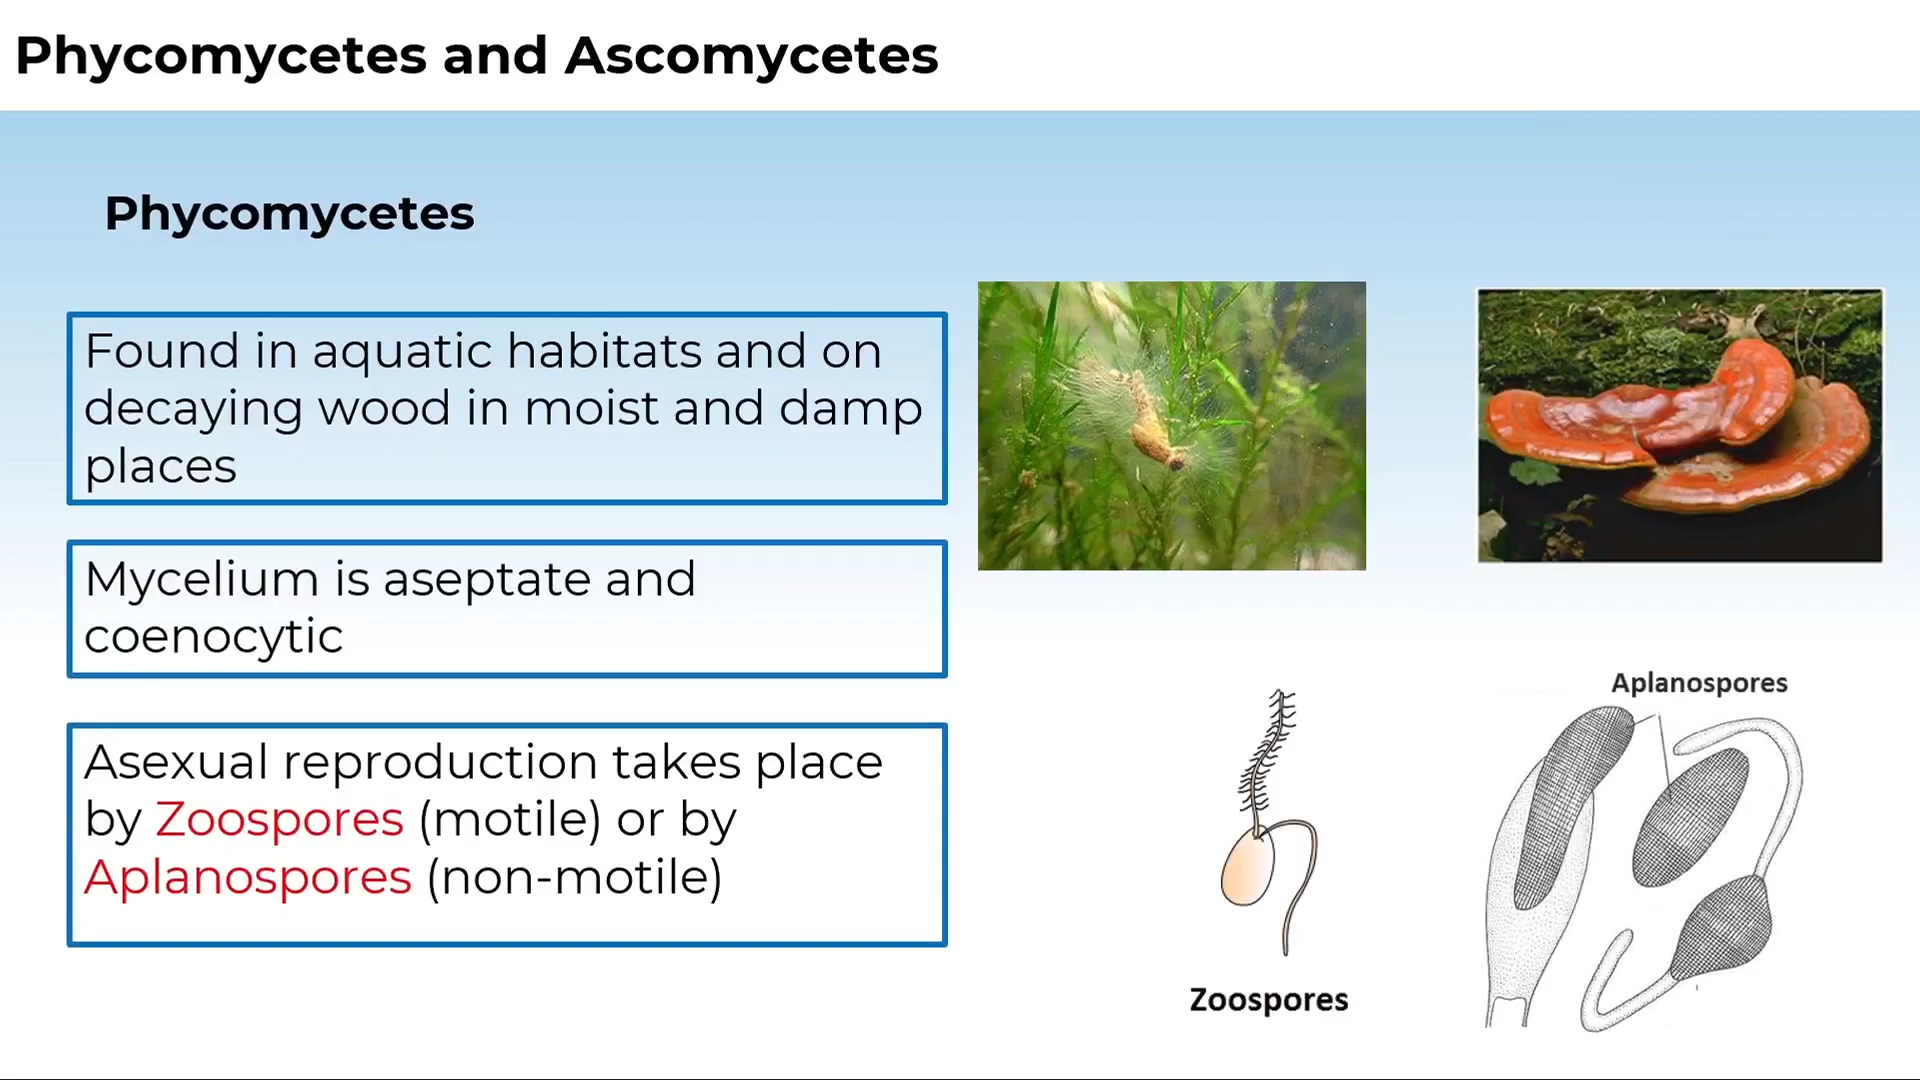 Phycomycetes and Ascomycetes
Phycomycetes
Found in aquatic habitats and on
decaying wood in moist and damp
places
Mycelium is aseptate and
coenocytic
Asexual reproduction takes place
by Zoospores (motile) or by
Aplanospores (non-motile)
Zoospores
Aplanospores